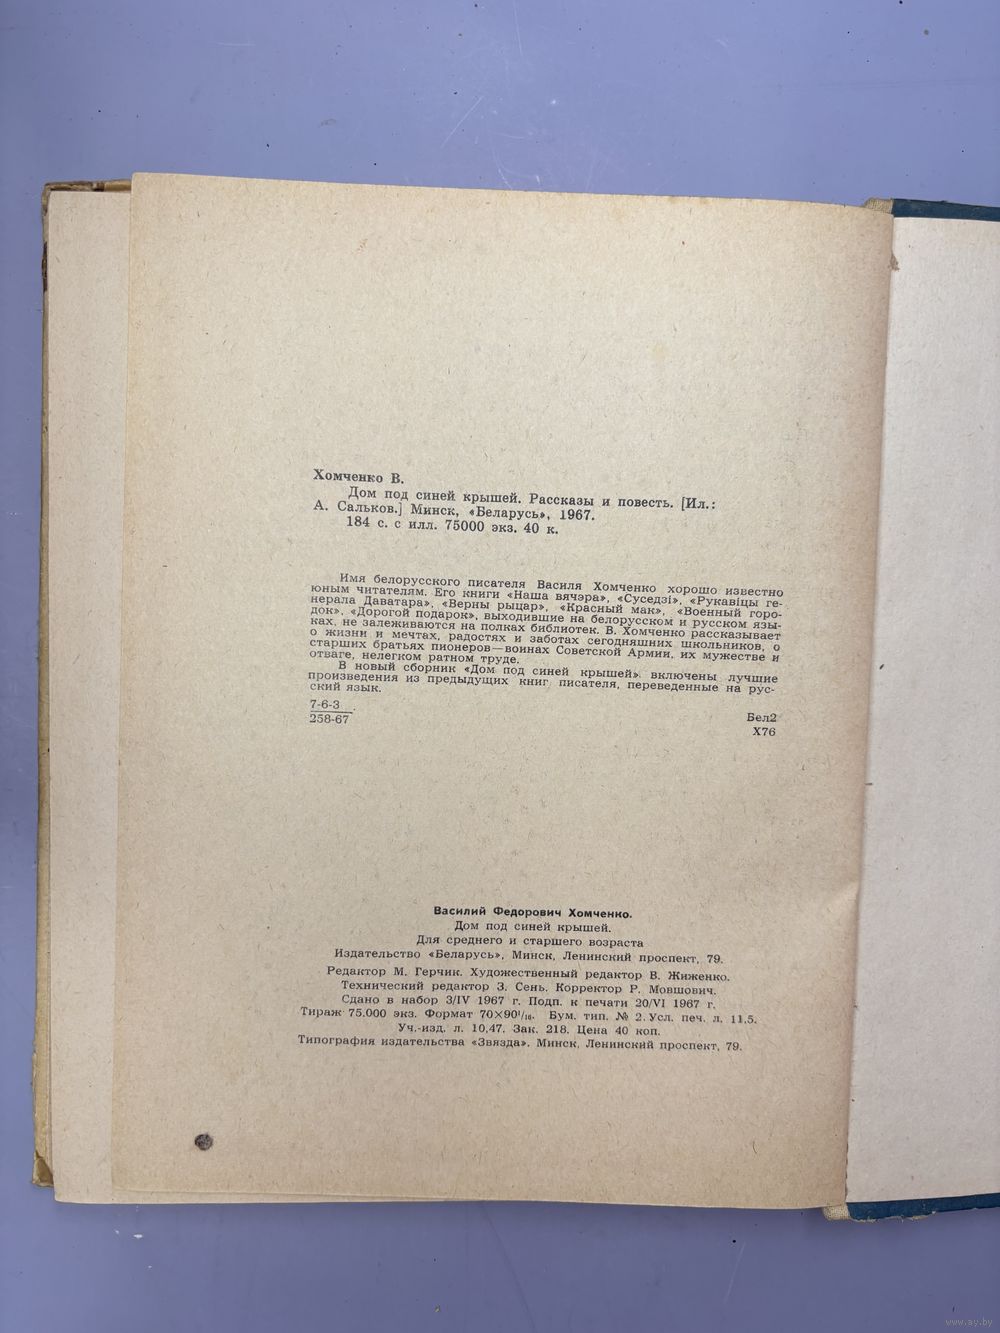 Хомченко В.
Дом под синей крышей. Рассказы и повесть. [Ил.:
А. Сальков.] Минск, «Беларусь», 1967.
184 с. с илл. 75000 экз. 40 к.
Имя белорусского писателя Василя Хомченко хорошо известно
юным читателям. Его книги «Наша вячэра», «Суседзі», «Рукавіцы ге-
нерала Даватара», «Верны рыцар», «Красный мак», «Военный горо-
док», «Дорогой подарок», выходившие на белорусском и русском язы-
ках, не залеживаются на полках библиотек. В. Хомченко рассказывает
о жизни и мечтах, радостях и заботах сегодняшних школьников, о
старших братьях пионеров — воинах Советской Армии, их мужестве и
отваге, нелегком ратном труде.
В новый сборник «Дом под синей крышей» включены лучшие
произведения из предыдущих книг писателя, переведенные на рус-
ский язык.
7-6-3
258-67
Бел2
Х76
Василий Федорович Хомченко.
Дом под синей крышей.
Для среднего и старшего возраста
Издательство «Беларусь», Минск, Ленинский проспект, 79.
Редактор М. Герчик. Художественный редактор В. Жиженко.
Технический редактор З. Сень. Корректор Р. Мовшович.
Сдано в набор 3/IV 1967 г. Подп. к печати 20/VI 1967 г.
Тираж 75.000 экз. Формат 70×90¹/₁₆. Бум. тип. № 2. Усл. печ. л. 11,5.
Уч.-изд. л. 10,47. Зак. 218. Цена 40 коп.
Типография издательства «Звязда», Минск, Ленинский проспект, 79.
www.ay.by